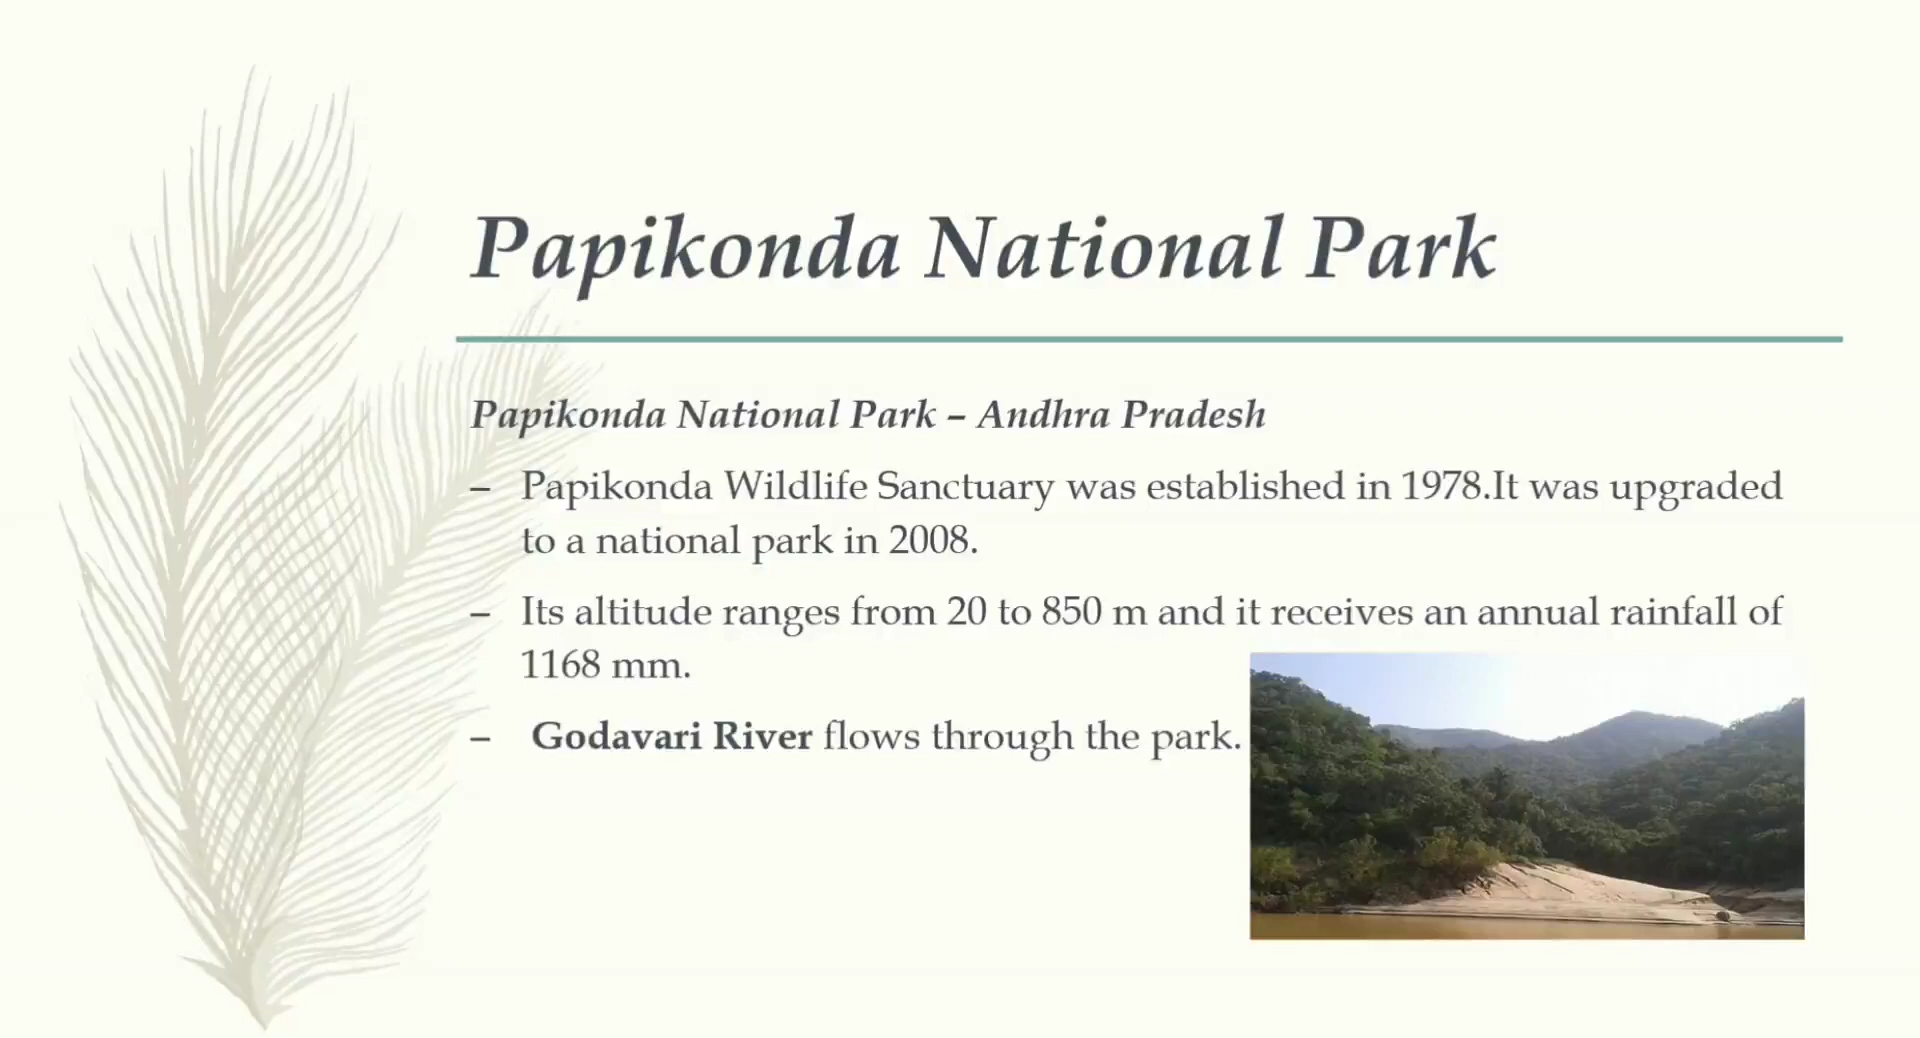 Papikonda National Park
Papikonda National Park – Andhra Pradesh
– Papikonda Wildlife Sanctuary was established in 1978.It was upgraded
to a national park in 2008.
– Its altitude ranges from 20 to 850 m and it receives an annual rainfall of
1168 mm.
– Godavari River flows through the park.